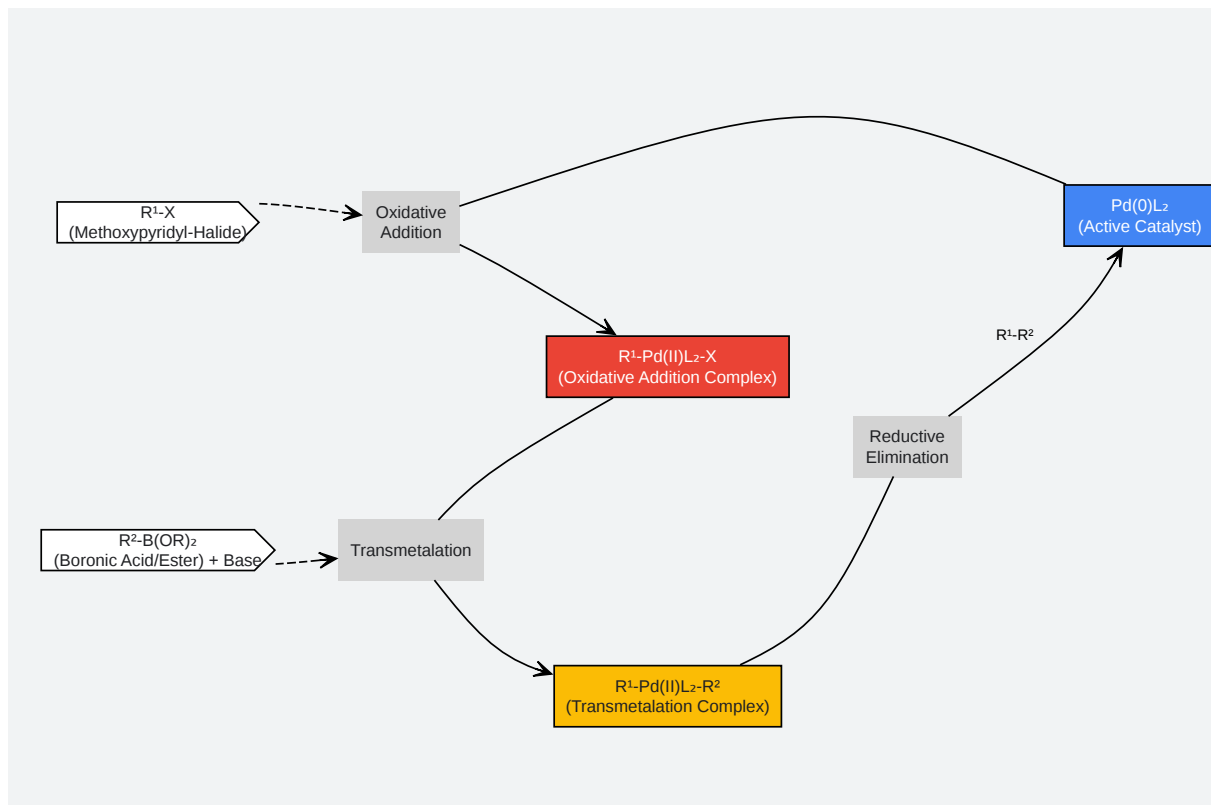 Pd(0)L₂
(Active Catalyst)
R¹-X
(Methoxypyridyl-Halide)
Oxidative
Addition
R¹-R²
R¹-Pd(II)L₂-X
(Oxidative Addition Complex)
Reductive
Elimination
R²-B(OR)₂
(Boronic Acid/Ester) + Base
Transmetalation
R¹-Pd(II)L₂-R²
(Transmetalation Complex)